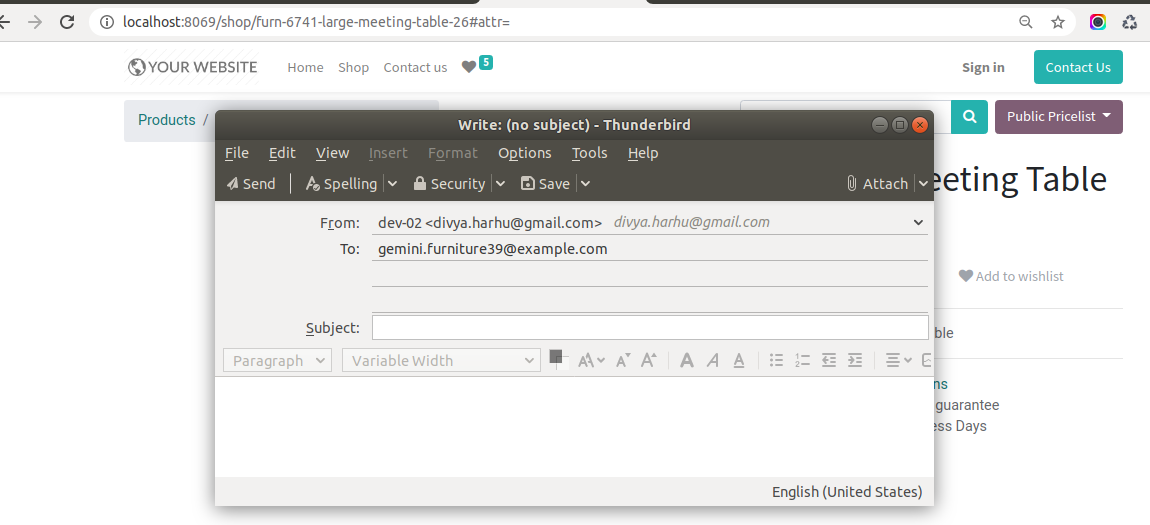 localhost:8069/shop/furn-6741-large-meeting-table-26#attr=
YOUR WEBSITE Home Shop Contact us 5 Sign in Contact Us
Products / Public Pricelist
Write: (no subject) - Thunderbird
File Edit View Insert Format Options Tools Help
eeting Table
Send Spelling Security Save Attach
From: dev-02 <divya.harhu@gmail.com> divya.harhu@gmail.com
To: gemini.furniture39@example.com
Add to wishlist
Subject:
ble
Paragraph Variable Width
ns
guarantee
ess Days
English (United States)